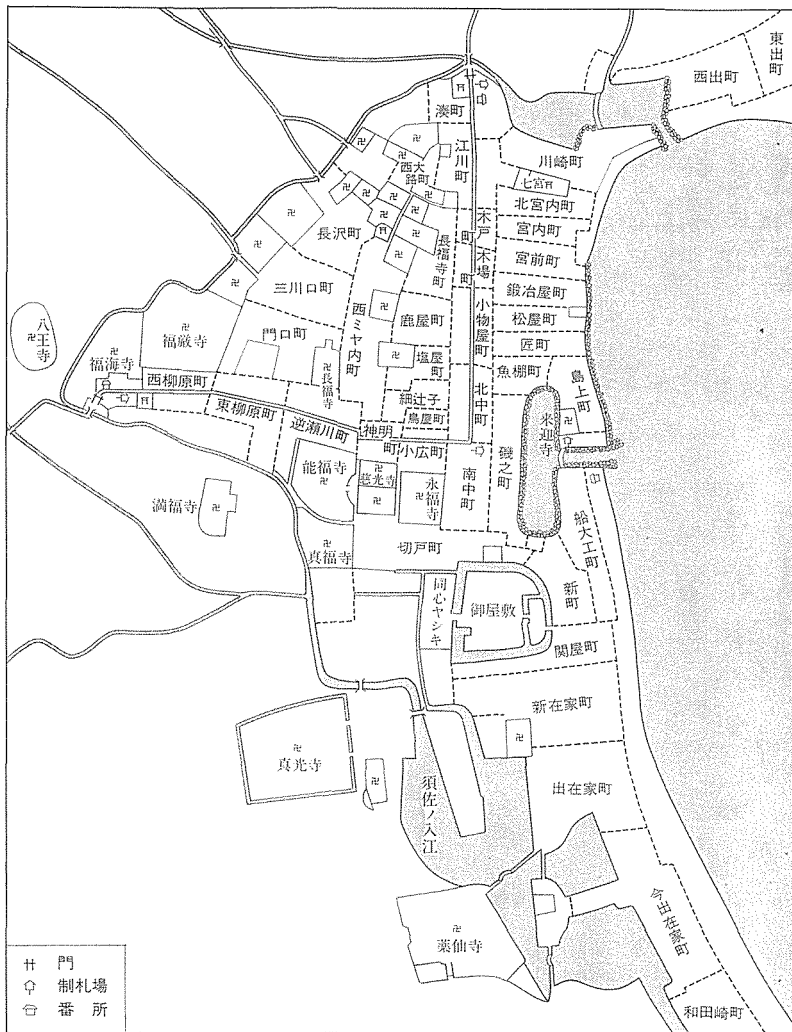 東出町
西出町
湊町
江川町
川崎町
西大路町
七宮
北宮内町
木戸
宮内町
長沢町
町
木場
宮前町
長福寺町
町
三川口町
鍛冶屋町
鹿屋町
小物屋町
松屋町
西ミヤ内町
八王寺
福厳寺
門口町
匠町
福海寺
塩屋町
魚棚町
島上町
長福寺
北中町
西柳原町
細辻子
来迎寺
東柳原町
鳥屋町
逆瀬川町
神明町
小広町
磯之町
能福寺
慈光寺
永福寺
南中町
満福寺
船大工町
真福寺
切戸町
新町
同心ヤシキ
御屋敷
関屋町
新在家町
真光寺
須佐ノ入江
出在家町
薬仙寺
今出在家町
和田崎町
門
制札場
番所